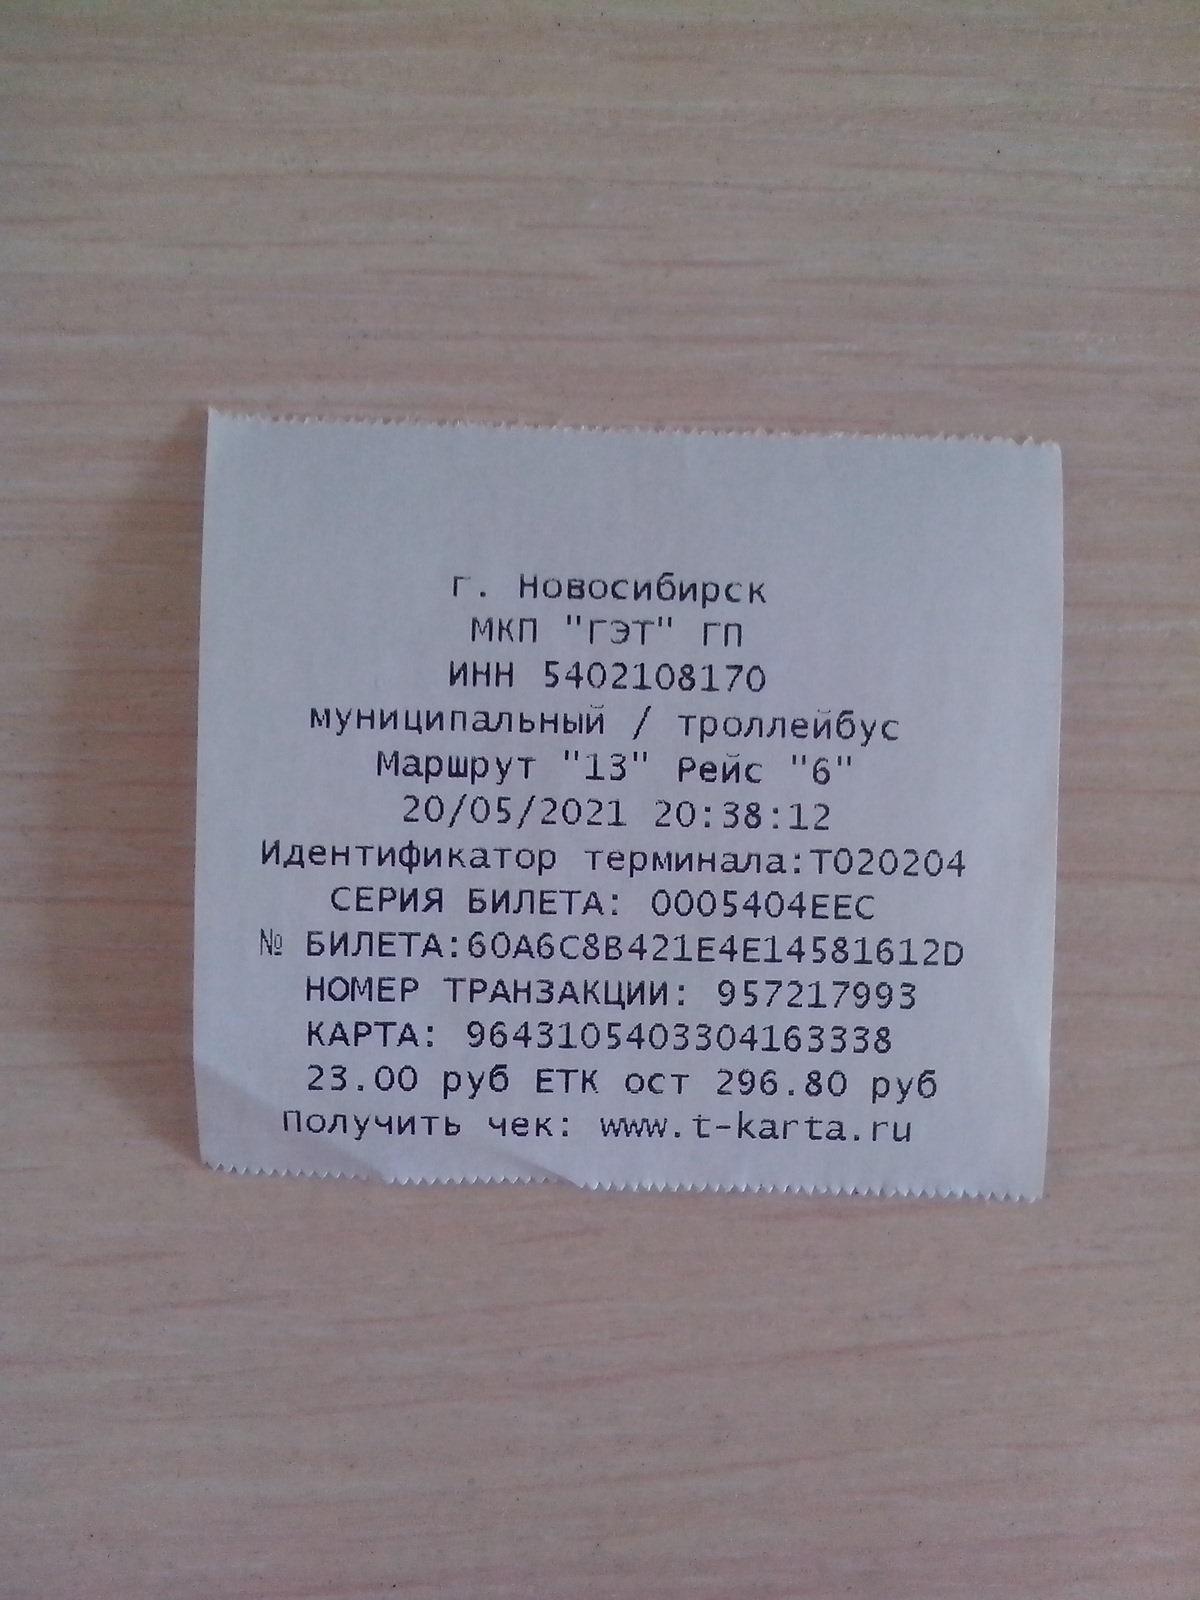 г. Новосибирск
МКП "ГЭТ" ГП
ИНН 5402108170
муниципальный / троллейбус
Маршрут "13" Рейс "6"
20/05/2021 20:38:12
Идентификатор терминала:Т020204
СЕРИЯ БИЛЕТА: 0005404EEC
№ БИЛЕТА:60A6C8B421E4E14581612D
НОМЕР ТРАНЗАКЦИИ: 957217993
КАРТА: 9643105403304163338
23.00 руб ЕТК ост 296.80 руб
Получить чек: www.t-karta.ru